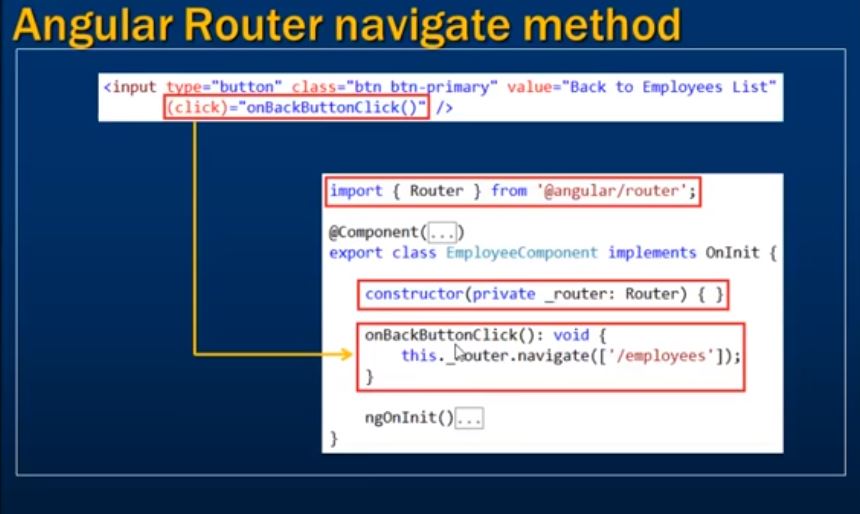 Angular Router navigate method
<input type="button" class="btn btn-primary" value="Back to Employees List"
(click)="onBackButtonClick()" />
import { Router } from '@angular/router';
@Component(...)
export class EmployeeComponent implements OnInit {
constructor(private _router: Router) { }
onBackButtonClick(): void {
this._router.navigate(['/employees']);
}
ngOnInit()...
}